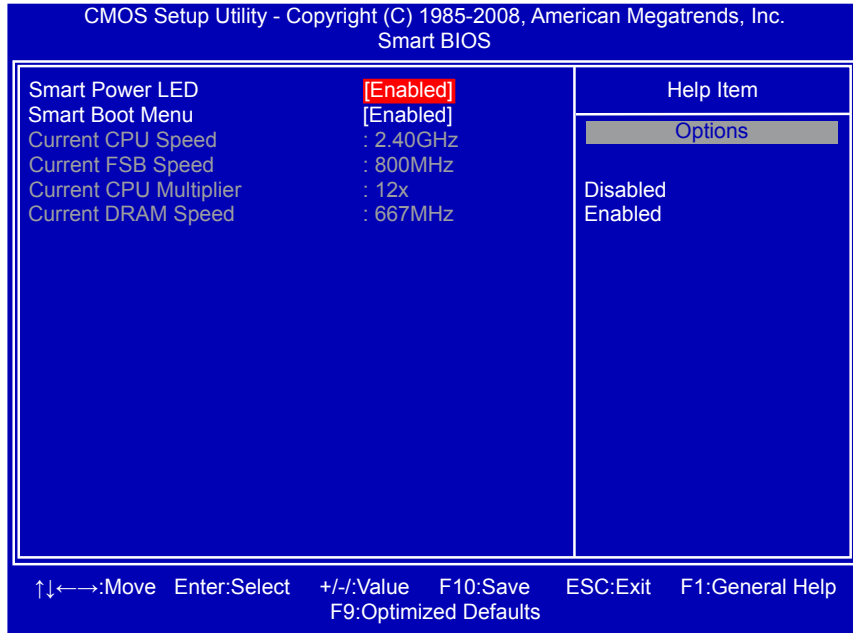 CMOS Setup Utility - Copyright (C) 1985-2008, American Megatrends, Inc.
Smart BIOS
Smart Power LED [Enabled]
Smart Boot Menu [Enabled]
Current CPU Speed : 2.40GHz
Current FSB Speed : 800MHz
Current CPU Multiplier : 12x
Current DRAM Speed : 667MHz
Help Item
Options
Disabled
Enabled
↑↓←→:Move Enter:Select +/-/:Value F10:Save ESC:Exit F1:General Help
F9:Optimized Defaults